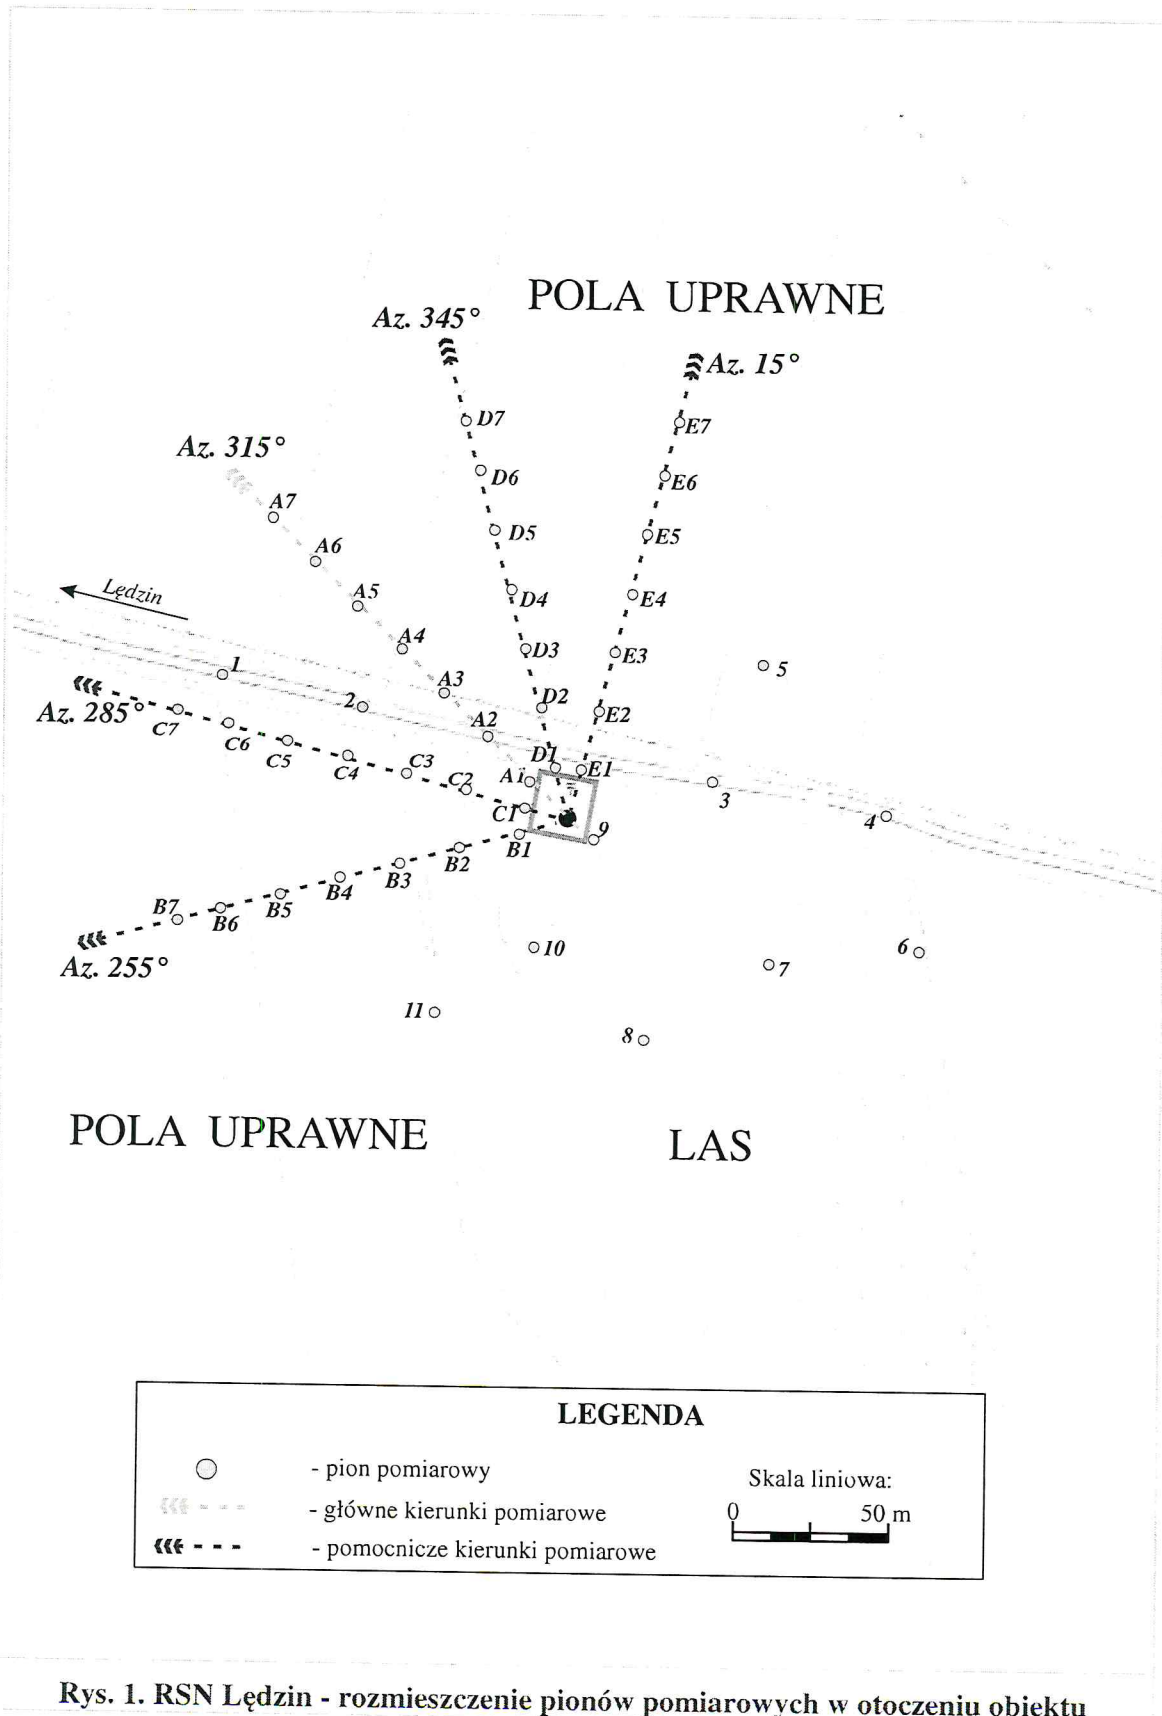 POLA UPRAWNE
Az. 345°
Az. 15°
D7
E7
Az. 315°
D6
E6
A7
D5
E5
A6
Lędzin
A5
D4
E4
A4
D3
E3
1
5
A3
2
D2
E2
Az. 285°
C7
C6
A2
C5
D1
E1
C4
C3
C2
A1
3
C1
4
9
B1
B2
B3
B4
B5
B7
B6
Az. 255°
10
6
7
11
8
POLA UPRAWNE
LAS
LEGENDA
- pion pomiarowy
Skala liniowa:
- główne kierunki pomiarowe
0 50 m
- pomocnicze kierunki pomiarowe
Rys. 1. RSN Lędzin - rozmieszczenie pionów pomiarowych w otoczeniu obiektu